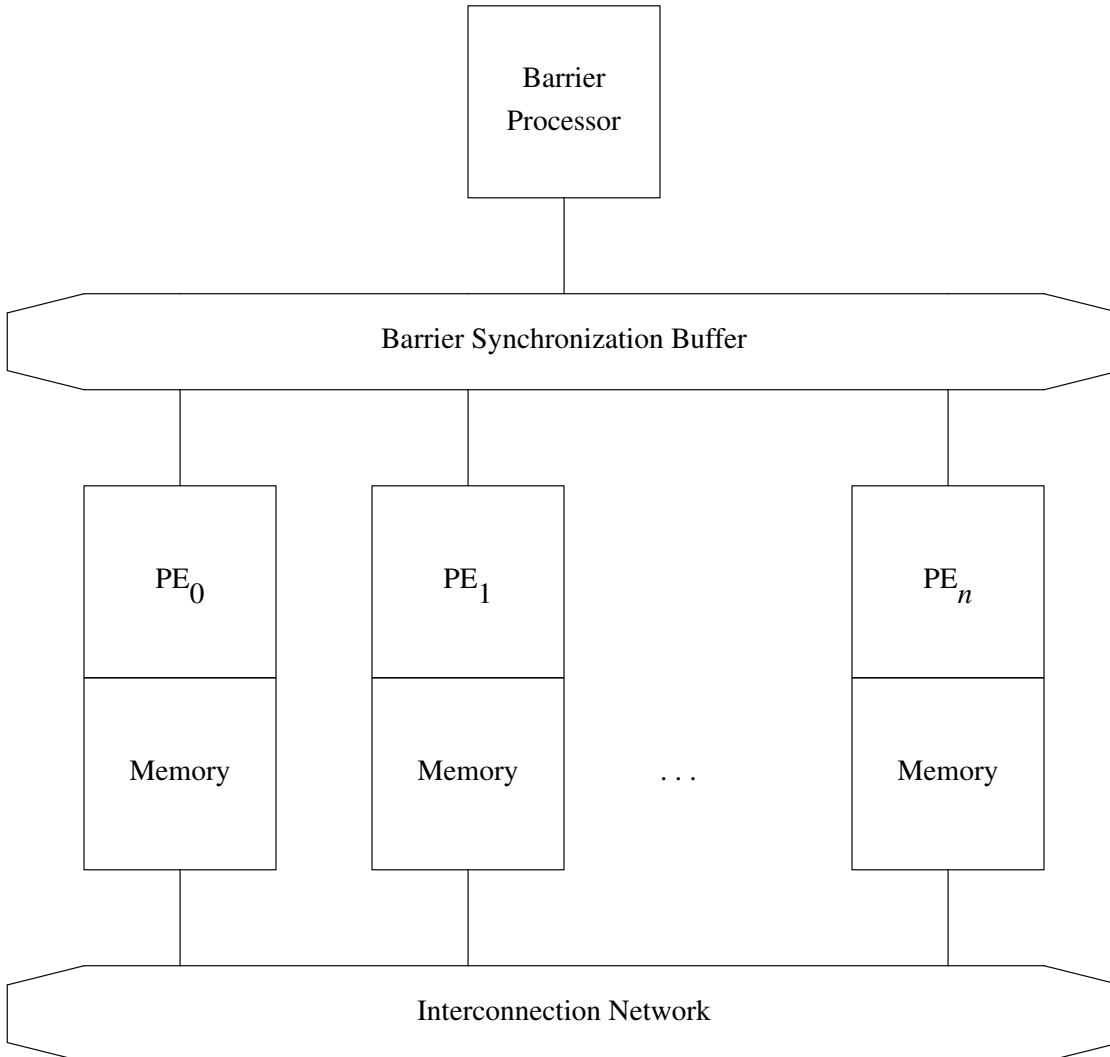 Barrier
Processor
Barrier Synchronization Buffer
PE0 PE1 PEn
Memory Memory . . . Memory
Interconnection Network